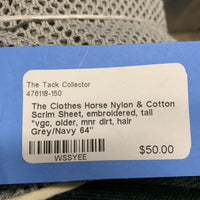 The Tack Collector
476118-150
The Clothes Horse Nylon & Cotton
Scrim Sheet, embroidered, tail
*vgc, older, mnr dirt, hair
Grey/Navy 64"
WSSYEE
$50.00